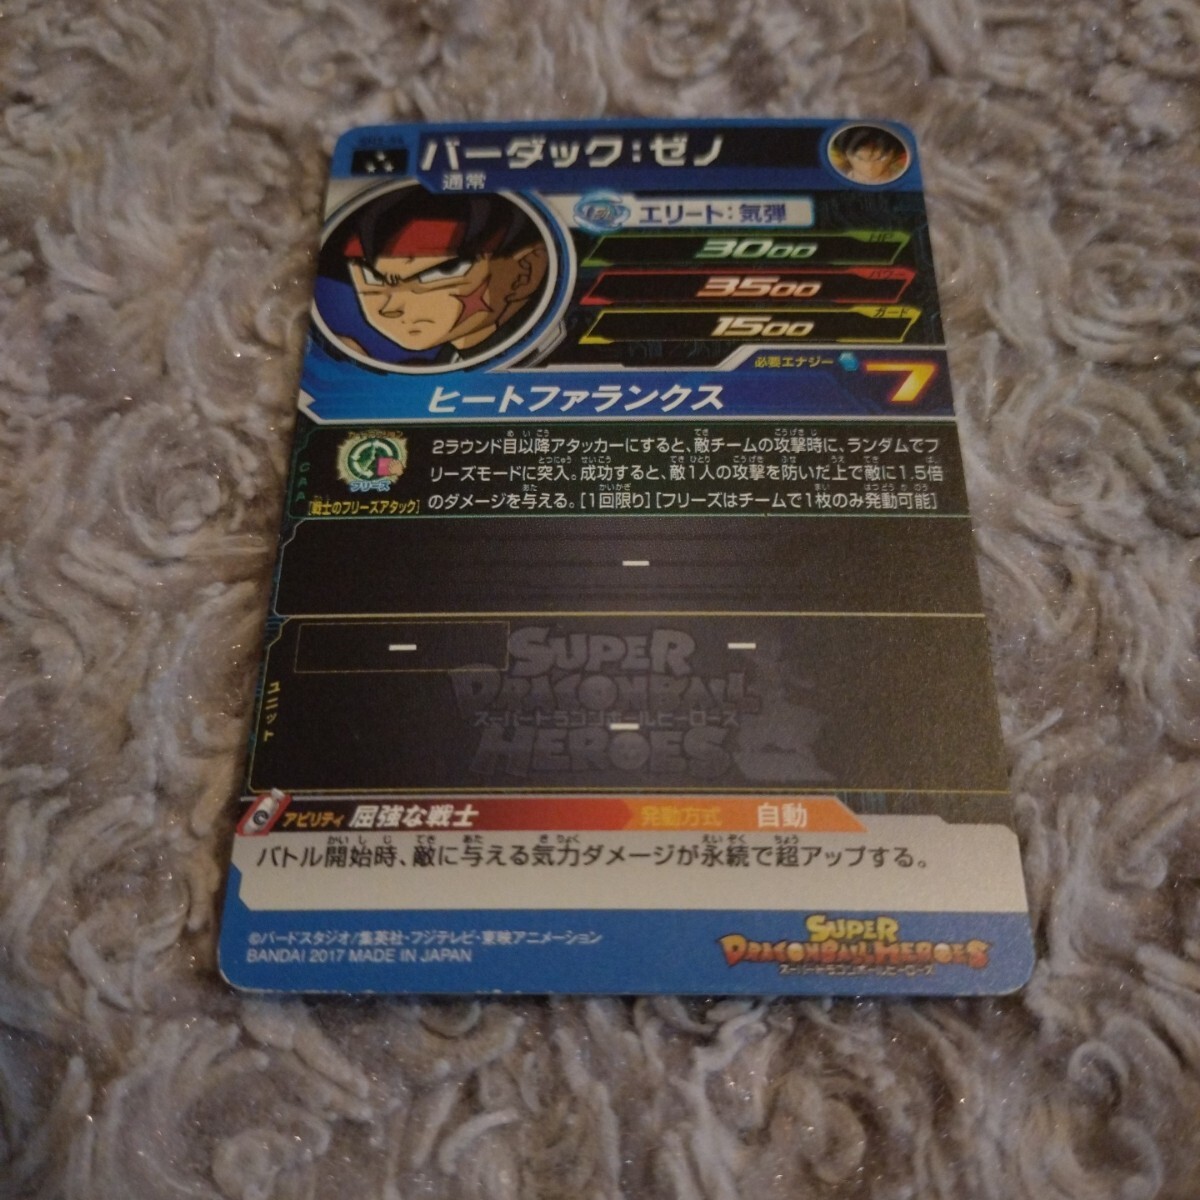 バーダック:ゼノ
通常
エリート:気弾
HP
3000
パワー
3500
ガード
1500
必要エナジー
7
ヒートファランクス
CAA
フリーズ
[戦士のフリーズアタック]
2ラウンド目以降アタッカーにすると、敵チームの攻撃時に、ランダムでフ
リーズモードに突入。成功すると、敵1人の攻撃を防いだ上で敵に1.5倍
のダメージを与える。[1回限り][フリーズはチームで1枚のみ発動可能]
ー
ユニット
ー
ー
ー
SUPER
DRAGONBALL
スーパードラゴンボールヒーローズ
HEROES
アビリティ 屈強な戦士 発動方式 自動
バトル開始時、敵に与える気力ダメージが永続で超アップする。
©バードスタジオ/集英社・フジテレビ・東映アニメーション
BANDAI 2017 MADE IN JAPAN
SUPER
DRAGONBALL HEROES
スーパードラゴンボールヒーローズ